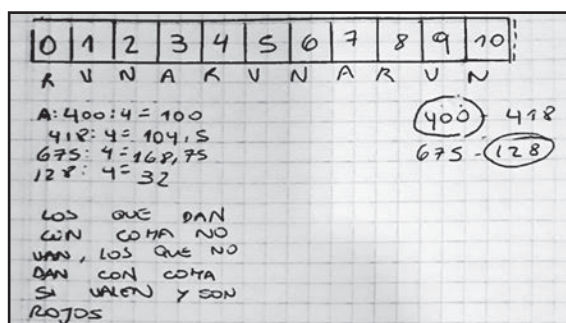 0 1 2 3 4 5 6 7 8 9 10
R V N A R V N A R V N
A: 400:4 = 100
418:4 = 104,5
675:4 = 168,75
128:4 = 32
400 - 418
675 - 128
LOS QUE DAN
CON COMA NO
VAN, LOS QUE NO
DAN CON COMA
SI VALEN Y SON
ROJOS